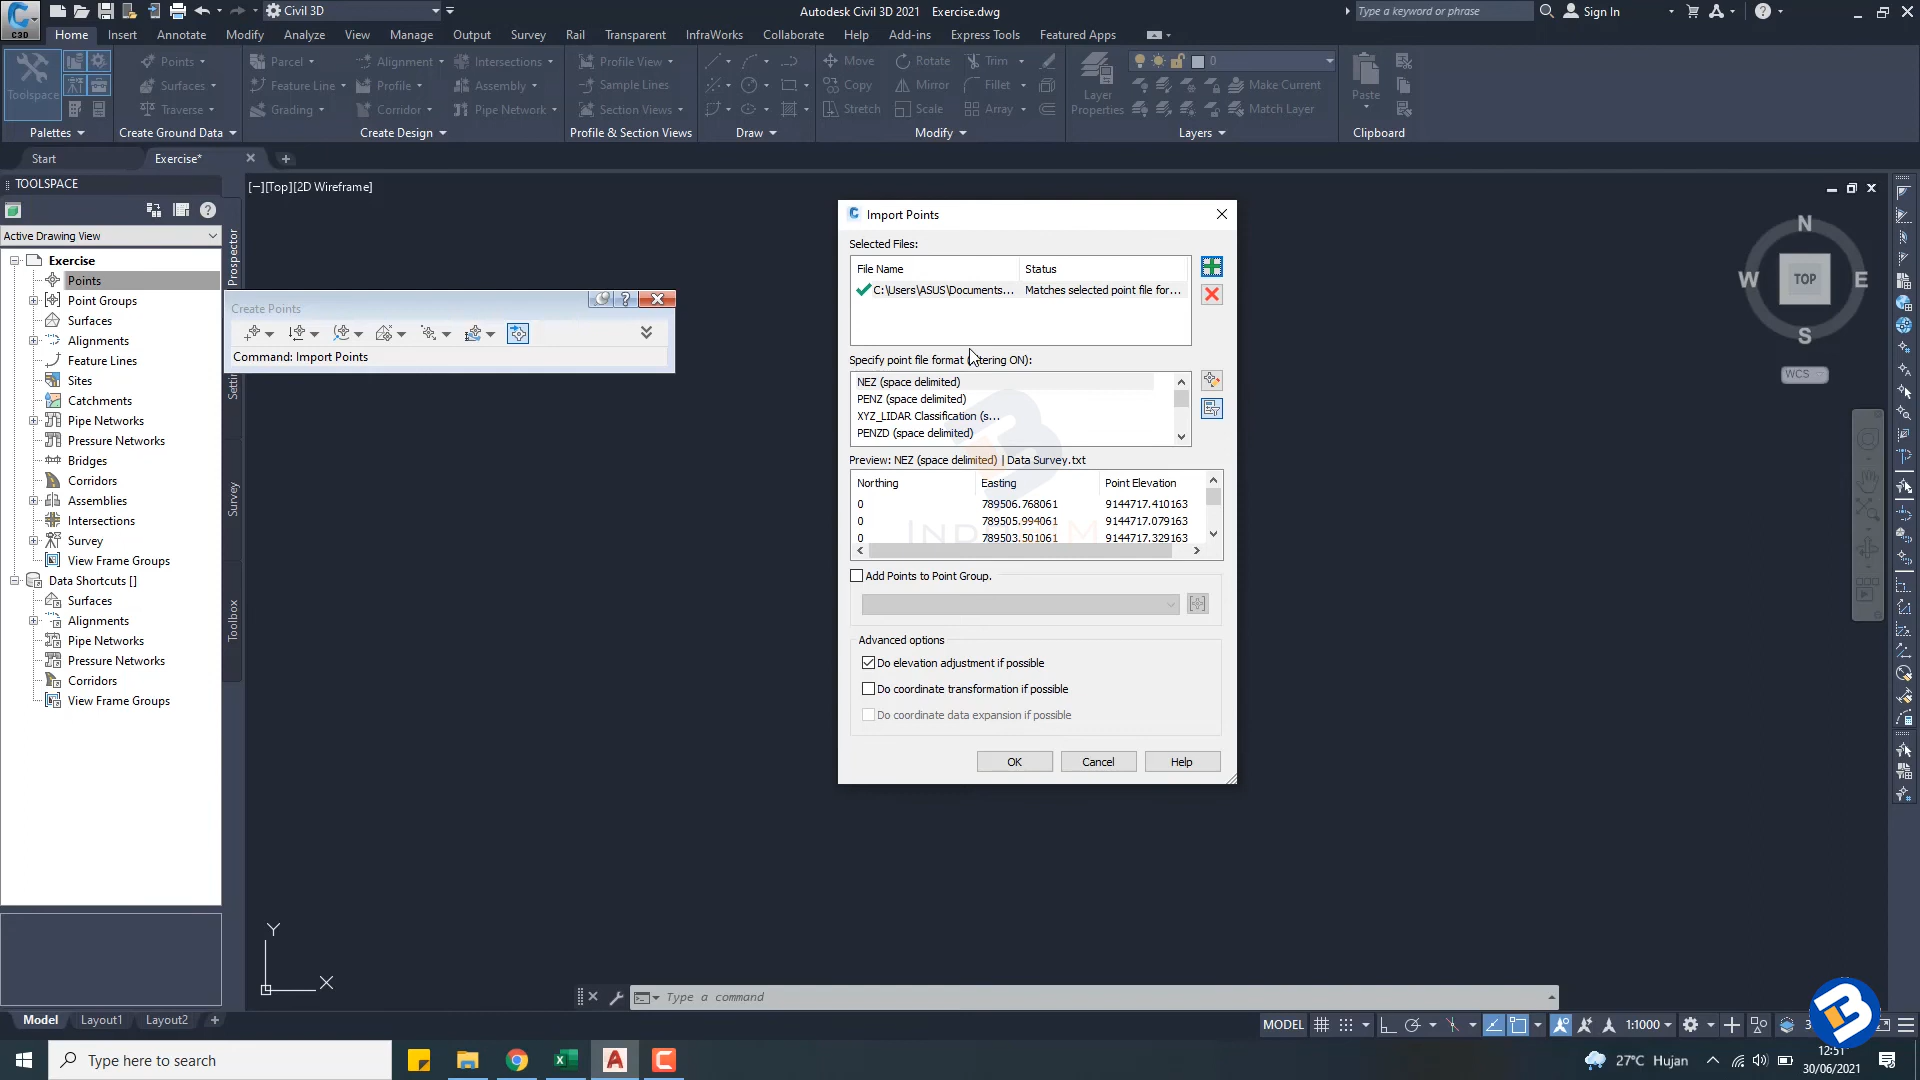 Civil 3D
Autodesk Civil 3D 2021 Exercise.dwg
Type a keyword or phrase
Sign In
C3D
Home Insert Annotate Modify Analyze View Manage Output Survey Rail Transparent InfraWorks Collaborate Help Add-ins Express Tools Featured Apps
Points Parcel Alignment Intersections Profile View Move Rotate Trim 0
Toolspace Surfaces Feature Line Profile Assembly Sample Lines Copy Mirror Fillet Layer Properties Make Current Paste
Traverse Grading Corridor Pipe Network Section Views Stretch Scale Array Match Layer
Palettes Create Ground Data Create Design Profile & Section Views Draw Modify Layers Clipboard
Start Exercise*
TOOLSPACE
[−][Top][2D Wireframe]
Active Drawing View
Exercise
Points
Point Groups
Surfaces
Alignments
Feature Lines
Sites
Catchments
Pipe Networks
Pressure Networks
Bridges
Corridors
Assemblies
Intersections
Survey
View Frame Groups
Data Shortcuts []
Surfaces
Alignments
Pipe Networks
Pressure Networks
Corridors
View Frame Groups
Prospector
Survey
Toolbox
Create Points
Command: Import Points
Import Points
Selected Files:
File Name Status
C:\Users\ASUS\Documents... Matches selected point file for...
NEZ (space delimited)
PENZ (space delimited)
XYZ_LIDAR Classification (s...
PENZD (space delimited)
Preview: NEZ (space delimited) | Data Survey.txt
Northing Easting Point Elevation
0 789506.768061 9144717.410163
0 789505.994061 9144717.079163
0 789503.501061 9144717.329163
Add Points to Point Group.
Advanced options
Do elevation adjustment if possible
Do coordinate transformation if possible
Do coordinate data expansion if possible
OK Cancel Help
N
W TOP E
S
WCS
Y
X
Type a command
Model Layout1 Layout2
MODEL 1:1000
Type here to search
27°C Hujan
12:51
30/06/2021